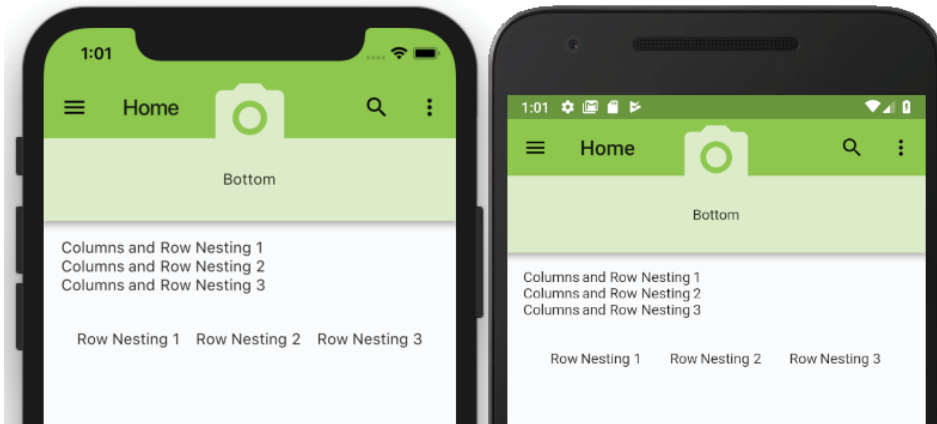 1:01
Home
Bottom
Columns and Row Nesting 1
Columns and Row Nesting 2
Columns and Row Nesting 3
Row Nesting 1 Row Nesting 2 Row Nesting 3
1:01
Home
Bottom
Columns and Row Nesting 1
Columns and Row Nesting 2
Columns and Row Nesting 3
Row Nesting 1 Row Nesting 2 Row Nesting 3